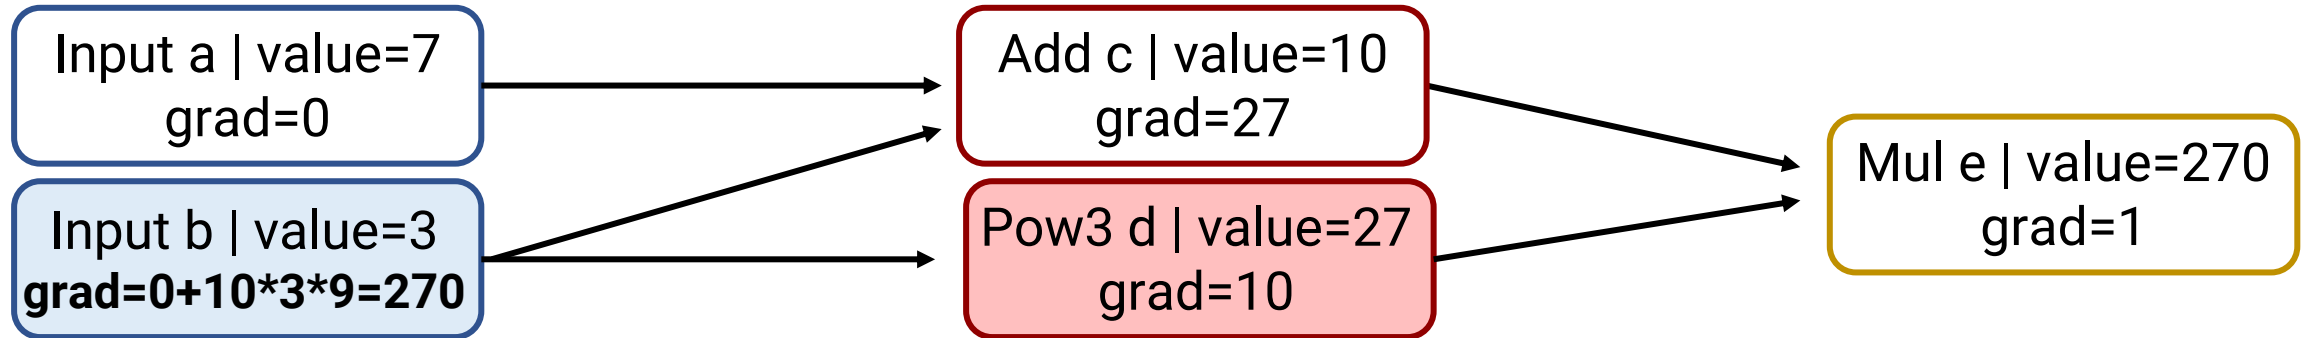 Input a | value=7
grad=0
Input b | value=3
grad=0+10*3*9=270
Add c | value=10
grad=27
Pow3 d | value=27
grad=10
Mul e | value=270
grad=1